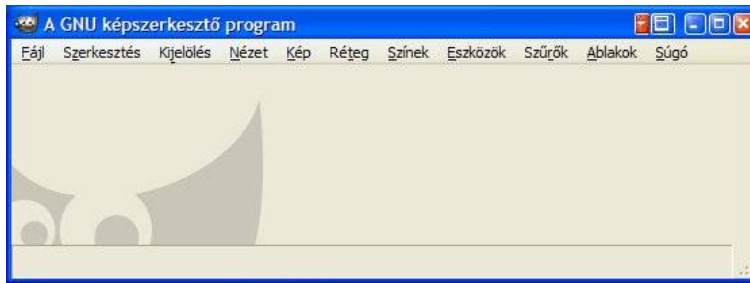 A GNU képszerkesztő program
Fájl Szerkesztés Kijelölés Nézet Kép Réteg Színek Eszközök Szűrők Ablakok Súgó